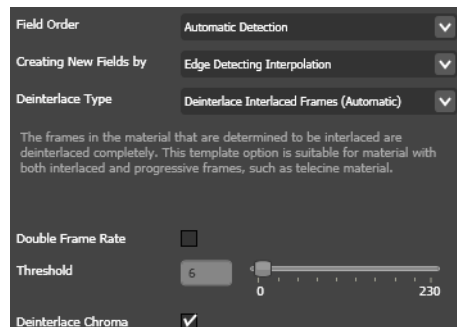 Field Order Automatic Detection
Creating New Fields by Edge Detecting Interpolation
Deinterlace Type Deinterlace Interlaced Frames (Automatic)
The frames in the material that are determined to be interlaced are
deinterlaced completely. This template option is suitable for material with
both interlaced and progressive frames, such as telecine material.
Double Frame Rate
Threshold 6
0 230
Deinterlace Chroma